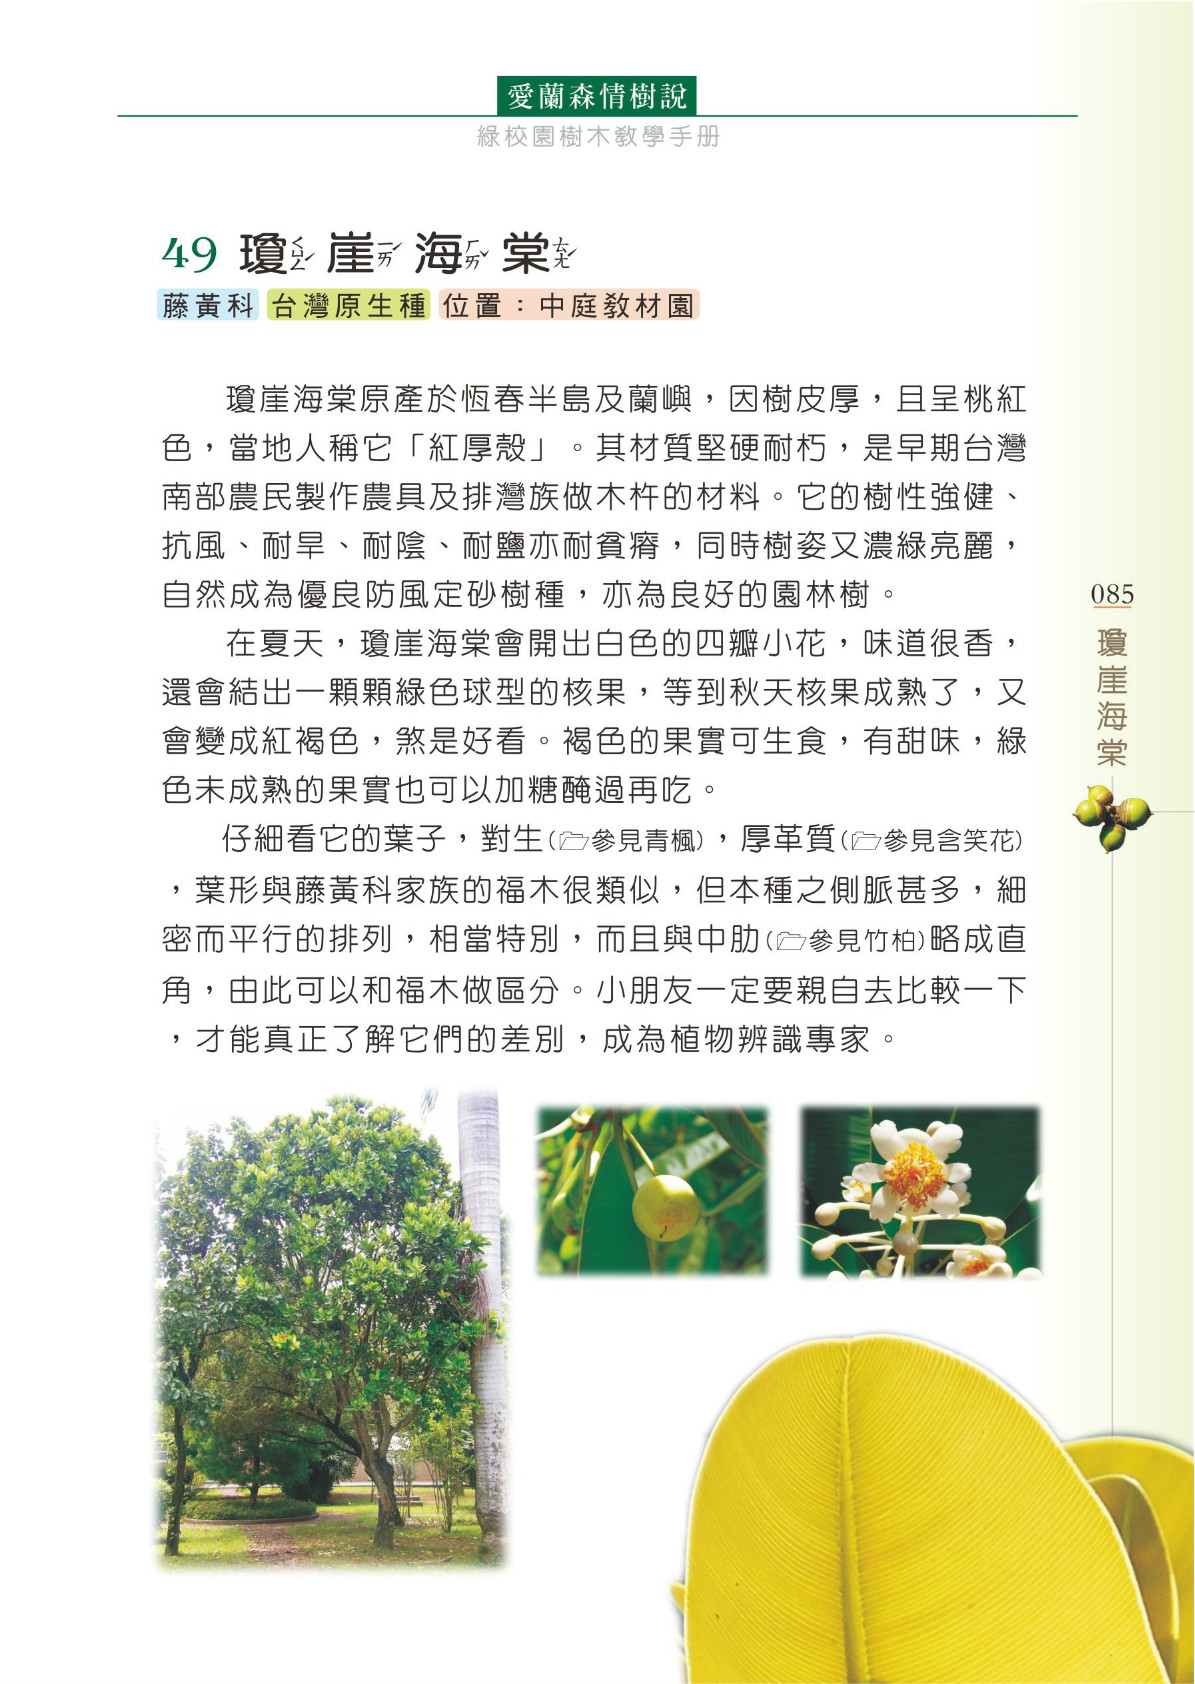 愛蘭森情樹說
綠校園樹木教學手册
49 瓊ㄑㄩㄥˊ崖ㄧㄞˊ海ㄏㄞˇ棠ㄊㄤˊ
藤黃科 台灣原生種 位置：中庭教材園
瓊崖海棠原產於恆春半島及蘭嶼，因樹皮厚，且呈桃紅
色，當地人稱它「紅厚殼」。其材質堅硬耐朽，是早期台灣
南部農民製作農具及排灣族做木杵的材料。它的樹性強健、
抗風、耐旱、耐陰、耐鹽亦耐貧瘠，同時樹姿又濃綠亮麗，
自然成為優良防風定砂樹種，亦為良好的園林樹。
在夏天，瓊崖海棠會開出白色的四瓣小花，味道很香，
還會結出一顆顆綠色球型的核果，等到秋天核果成熟了，又
會變成紅褐色，煞是好看。褐色的果實可生食，有甜味，綠
色未成熟的果實也可以加糖醃過再吃。
仔細看它的葉子，對生(參見青楓)，厚革質(參見含笑花)
，葉形與藤黃科家族的福木很類似，但本種之側脈甚多，細
密而平行的排列，相當特別，而且與中肋(參見竹柏)略成直
角，由此可以和福木做區分。小朋友一定要親自去比較一下
，才能真正了解它們的差別，成為植物辨識專家。
085
瓊崖海棠